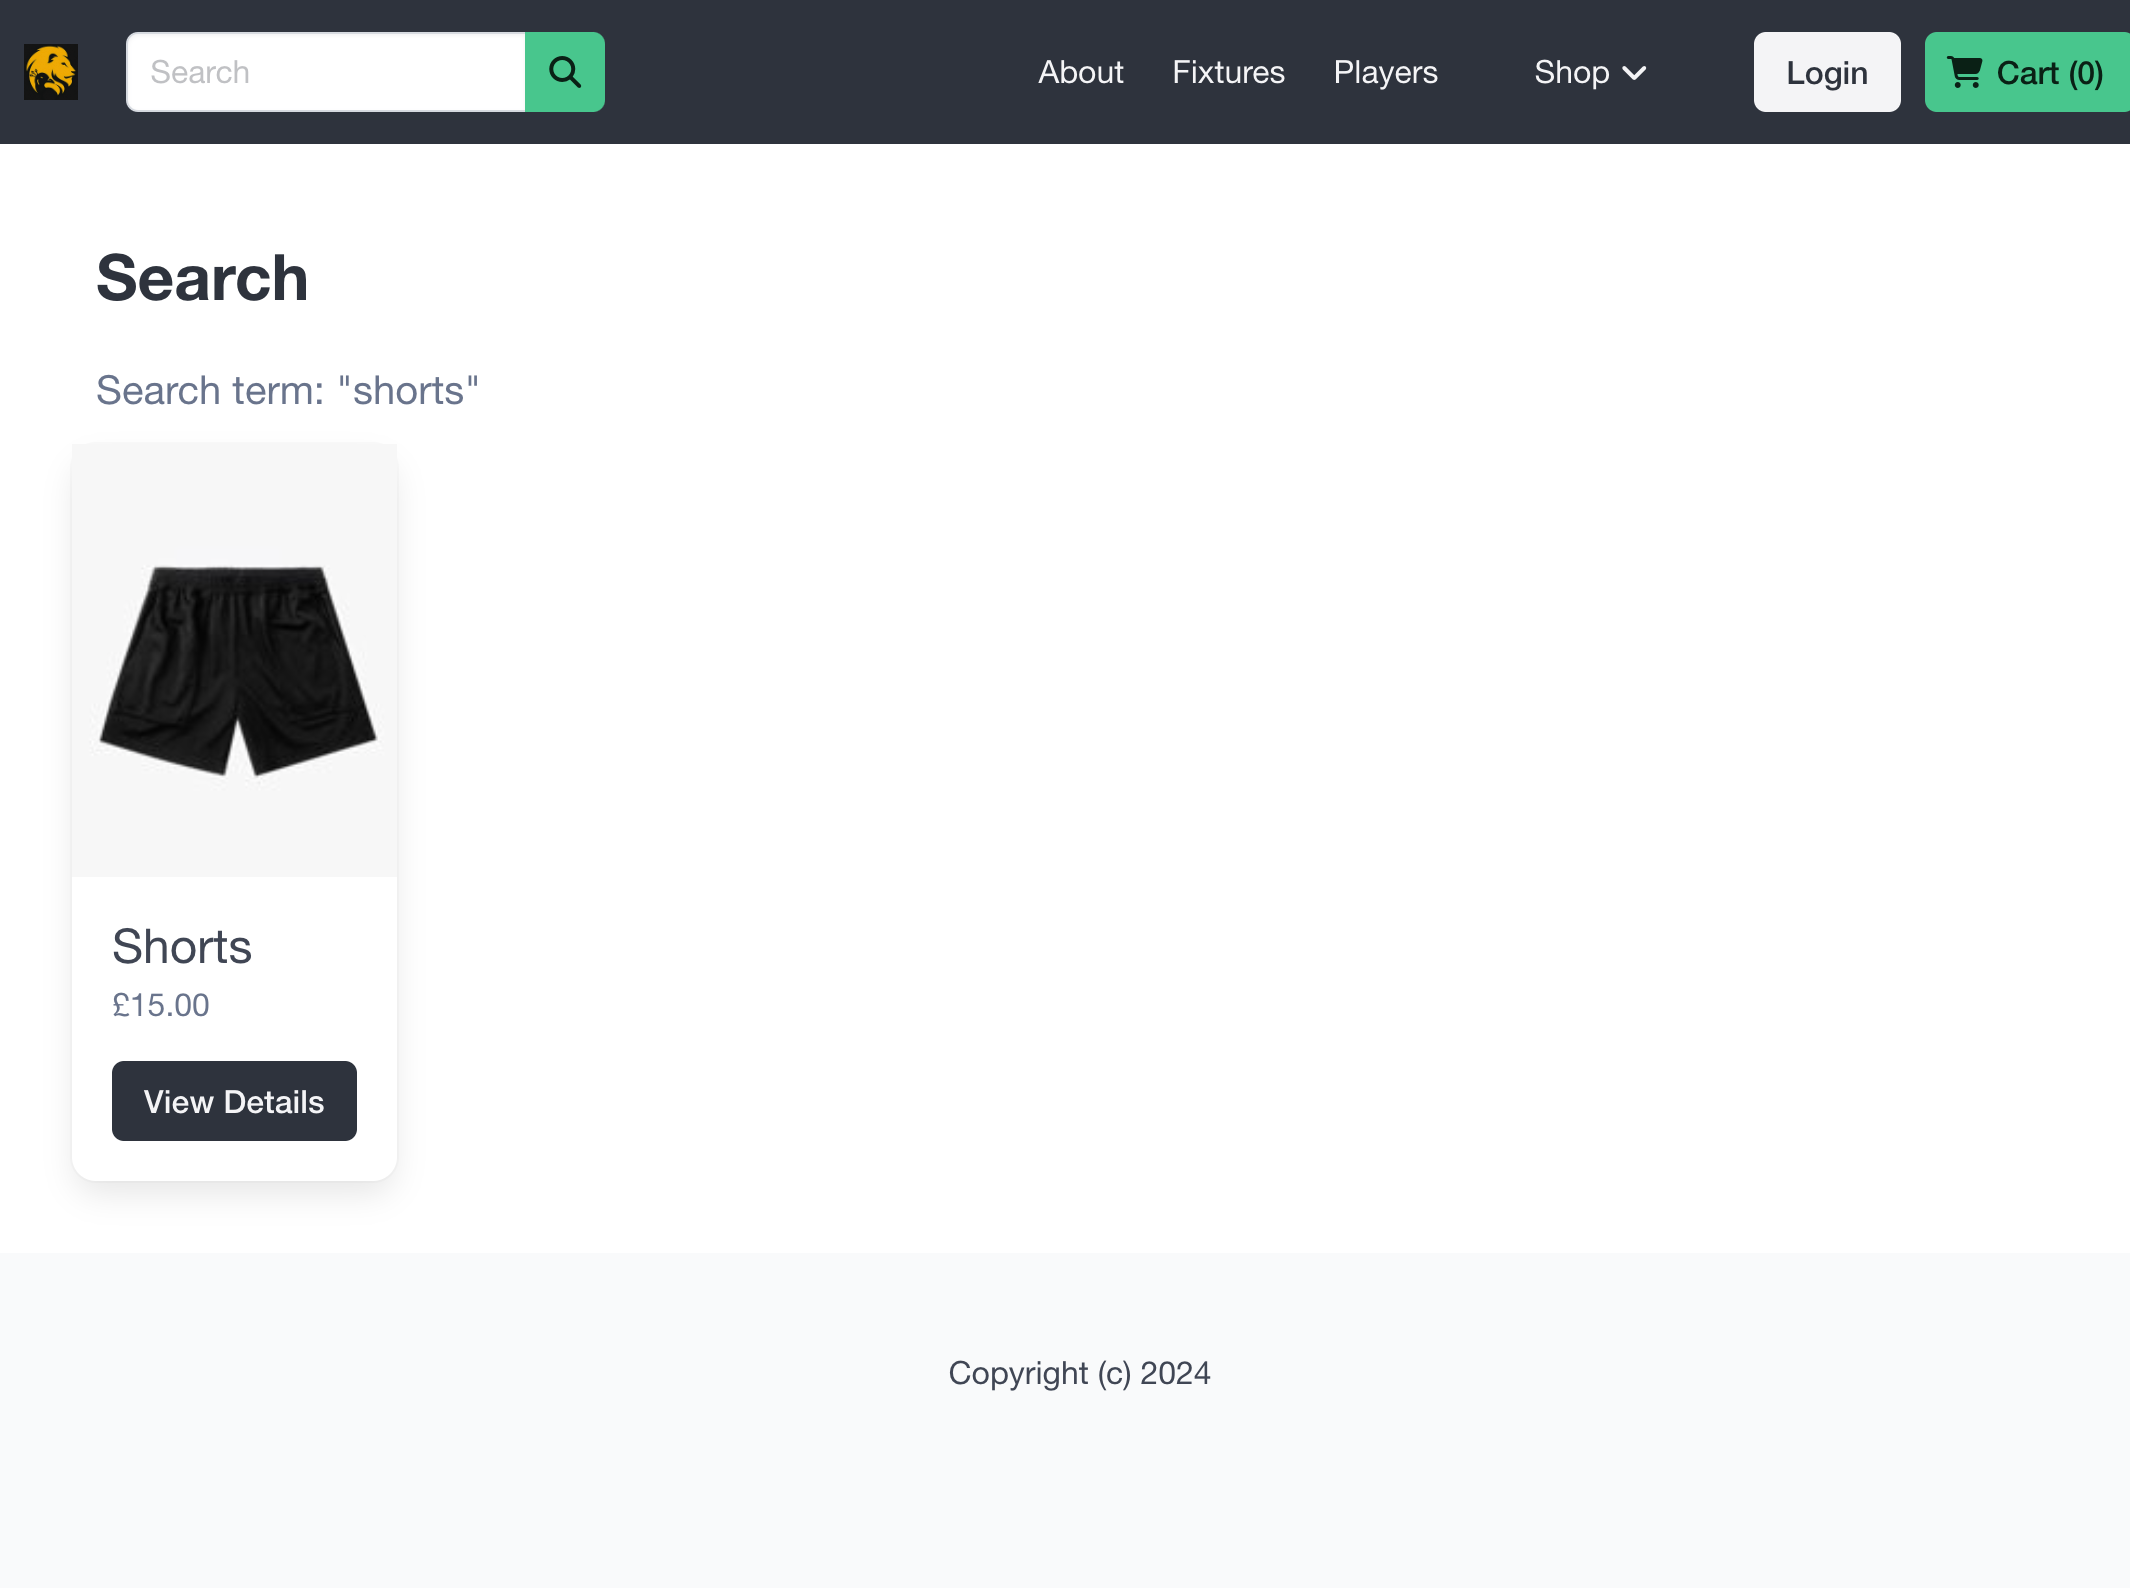 Search
About Fixtures Players Shop Login Cart (0)
Search
Search term: "shorts"
Shorts
£15.00
View Details
Copyright (c) 2024